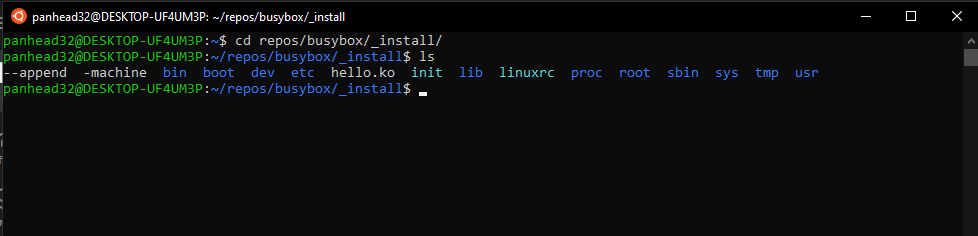 panhead32@DESKTOP-UF4UM3P: ~/repos/busybox/_install
panhead32@DESKTOP-UF4UM3P:~$ cd repos/busybox/_install/
panhead32@DESKTOP-UF4UM3P:~/repos/busybox/_install$ ls
--append  -machine  bin  boot  dev  etc  hello.ko  init  lib  linuxrc  proc  root  sbin  sys  tmp  usr
panhead32@DESKTOP-UF4UM3P:~/repos/busybox/_install$